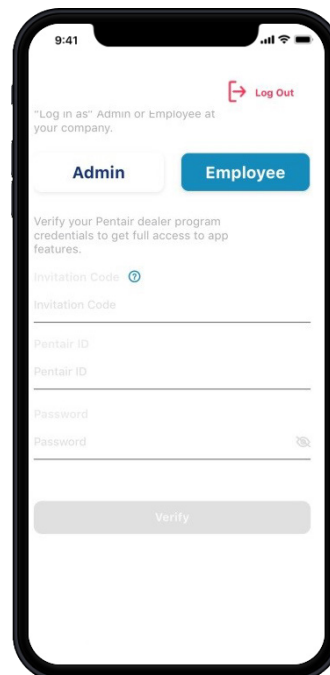 9:41
Log Out
"Log in as" Admin or Employee at
your company.
Admin
Employee
Verify your Pentair dealer program
credentials to get full access to app
features.
Invitation Code ?
Invitation Code
Pentair ID
Pentair ID
Password
Password
Verify